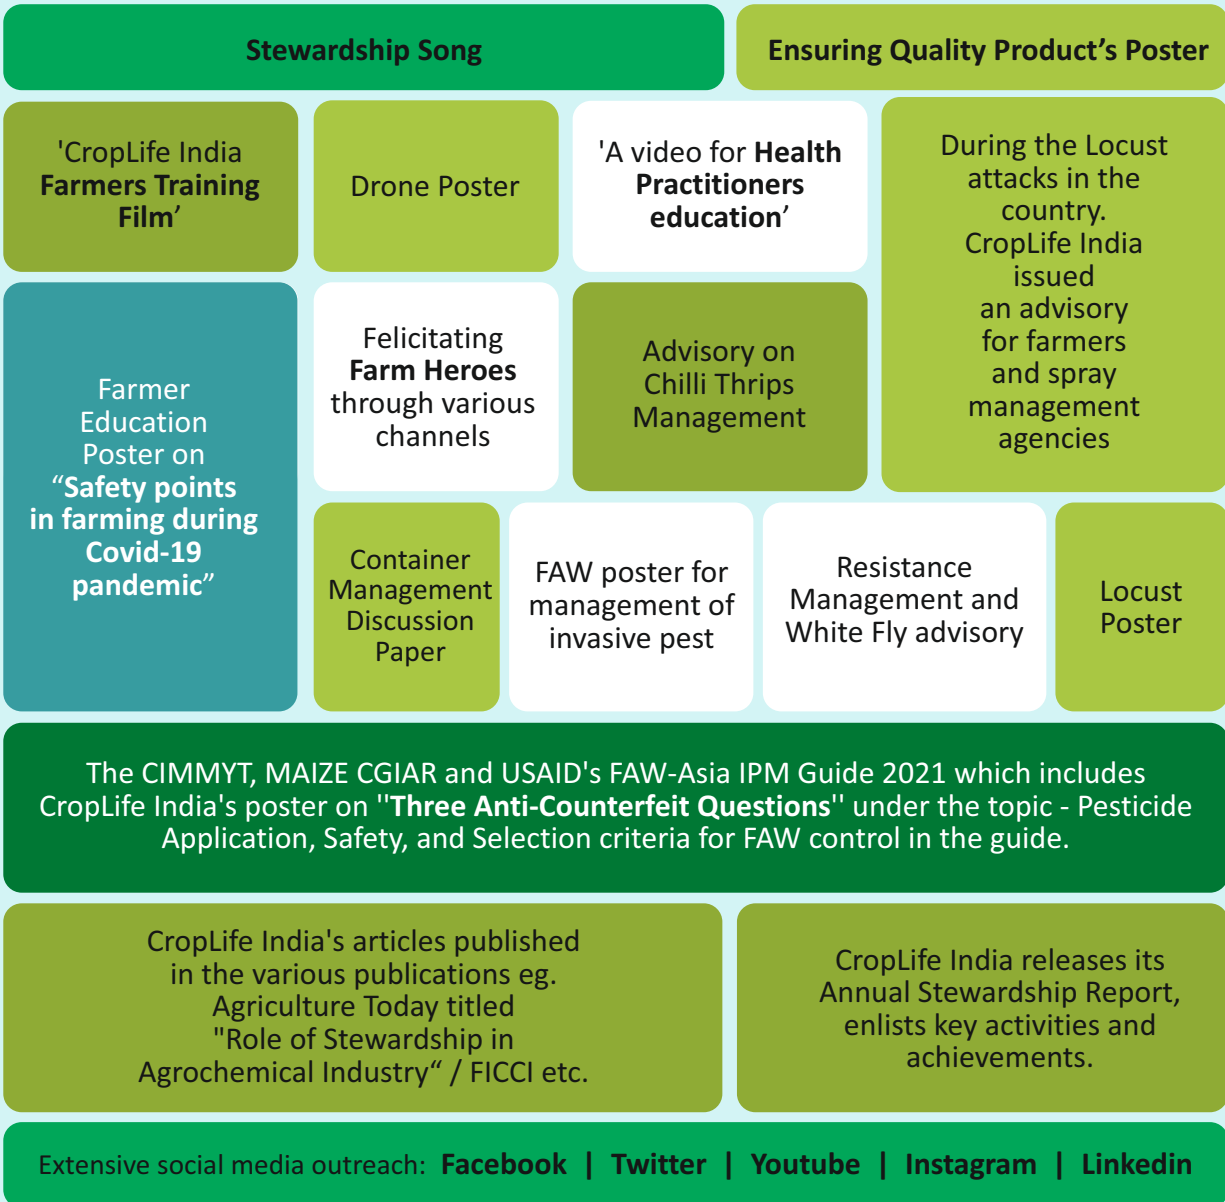 Stewardship Song
Ensuring Quality Product’s Poster
'CropLife India
Farmers Training
Film’
Drone Poster
'A video for Health
Practitioners
education’
During the Locust
attacks in the
country.
CropLife India
issued
an advisory
for farmers
and spray
management
agencies
Farmer
Education
Poster on
“Safety points
in farming during
Covid-19
pandemic”
Felicitating
Farm Heroes
through various
channels
Advisory on
Chilli Thrips
Management
Container
Management
Discussion
Paper
FAW poster for
management of
invasive pest
Resistance
Management and
White Fly advisory
Locust
Poster
The CIMMYT, MAIZE CGIAR and USAID's FAW-Asia IPM Guide 2021 which includes
CropLife India's poster on ''Three Anti-Counterfeit Questions'' under the topic - Pesticide
Application, Safety, and Selection criteria for FAW control in the guide.
CropLife India's articles published
in the various publications eg.
Agriculture Today titled
"Role of Stewardship in
Agrochemical Industry“ / FICCI etc.
CropLife India releases its
Annual Stewardship Report,
enlists key activities and
achievements.
Extensive social media outreach: Facebook | Twitter | Youtube | Instagram | Linkedin